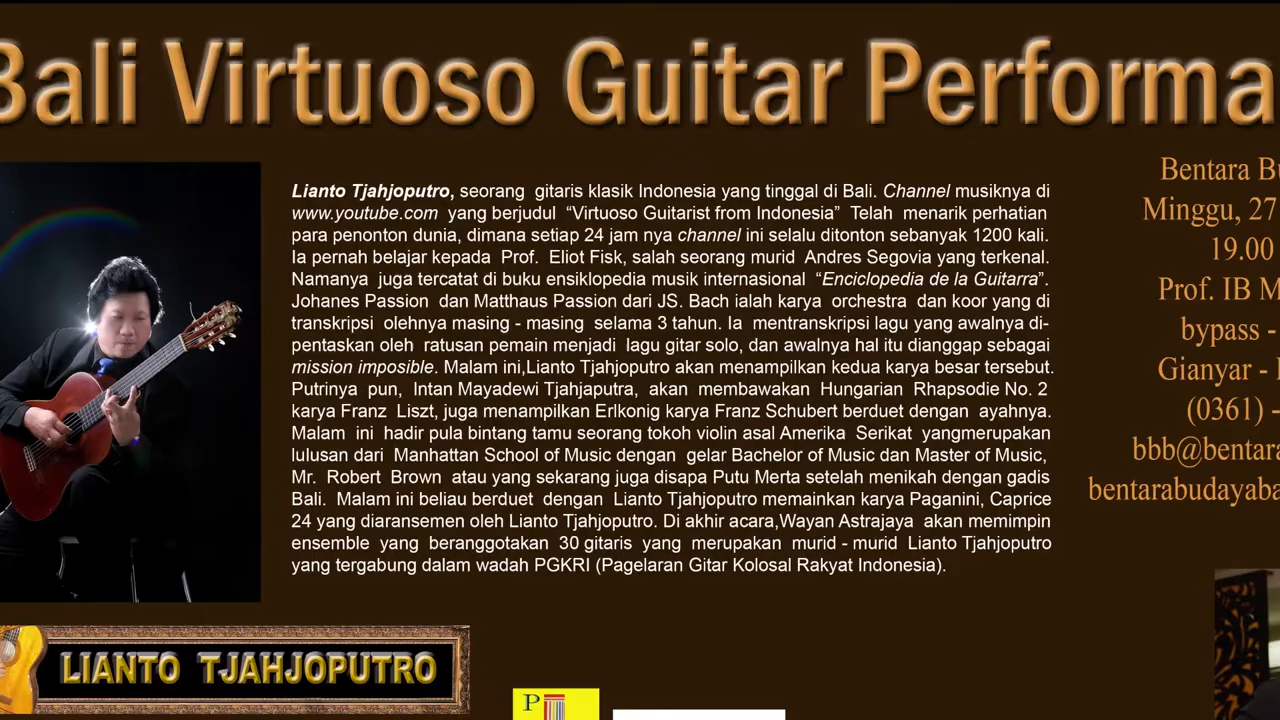 Bali Virtuoso Guitar Performa
Lianto Tjahjoputro, seorang gitaris klasik Indonesia yang tinggal di Bali. Channel musiknya di
www.youtube.com yang berjudul “Virtuoso Guitarist from Indonesia” Telah menarik perhatian
para penonton dunia, dimana setiap 24 jam nya channel ini selalu ditonton sebanyak 1200 kali.
Ia pernah belajar kepada Prof. Eliot Fisk, salah seorang murid Andres Segovia yang terkenal.
Namanya juga tercatat di buku ensiklopedia musik internasional “Enciclopedia de la Guitarra”.
Johanes Passion dan Matthaus Passion dari JS. Bach ialah karya orchestra dan koor yang di
transkripsi olehnya masing - masing selama 3 tahun. Ia mentranskripsi lagu yang awalnya di-
pentaskan oleh ratusan pemain menjadi lagu gitar solo, dan awalnya hal itu dianggap sebagai
mission imposible. Malam ini,Lianto Tjahjoputro akan menampilkan kedua karya besar tersebut.
Putrinya pun, Intan Mayadewi Tjahjaputra, akan membawakan Hungarian Rhapsodie No. 2
karya Franz Liszt, juga menampilkan Erlkonig karya Franz Schubert berduet dengan ayahnya.
Malam ini hadir pula bintang tamu seorang tokoh violin asal Amerika Serikat yangmerupakan
lulusan dari Manhattan School of Music dengan gelar Bachelor of Music dan Master of Music,
Mr. Robert Brown atau yang sekarang juga disapa Putu Merta setelah menikah dengan gadis
Bali. Malam ini beliau berduet dengan Lianto Tjahjoputro memainkan karya Paganini, Caprice
24 yang diaransemen oleh Lianto Tjahjoputro. Di akhir acara,Wayan Astrajaya akan memimpin
ensemble yang beranggotakan 30 gitaris yang merupakan murid - murid Lianto Tjahjoputro
yang tergabung dalam wadah PGKRI (Pagelaran Gitar Kolosal Rakyat Indonesia).
Bentara Bu
Minggu, 27
19.00
Prof. IB M
bypass -
Gianyar -
(0361) -
bbb@bentara
bentarabudayaba
LIANTO TJAHJOPUTRO
P